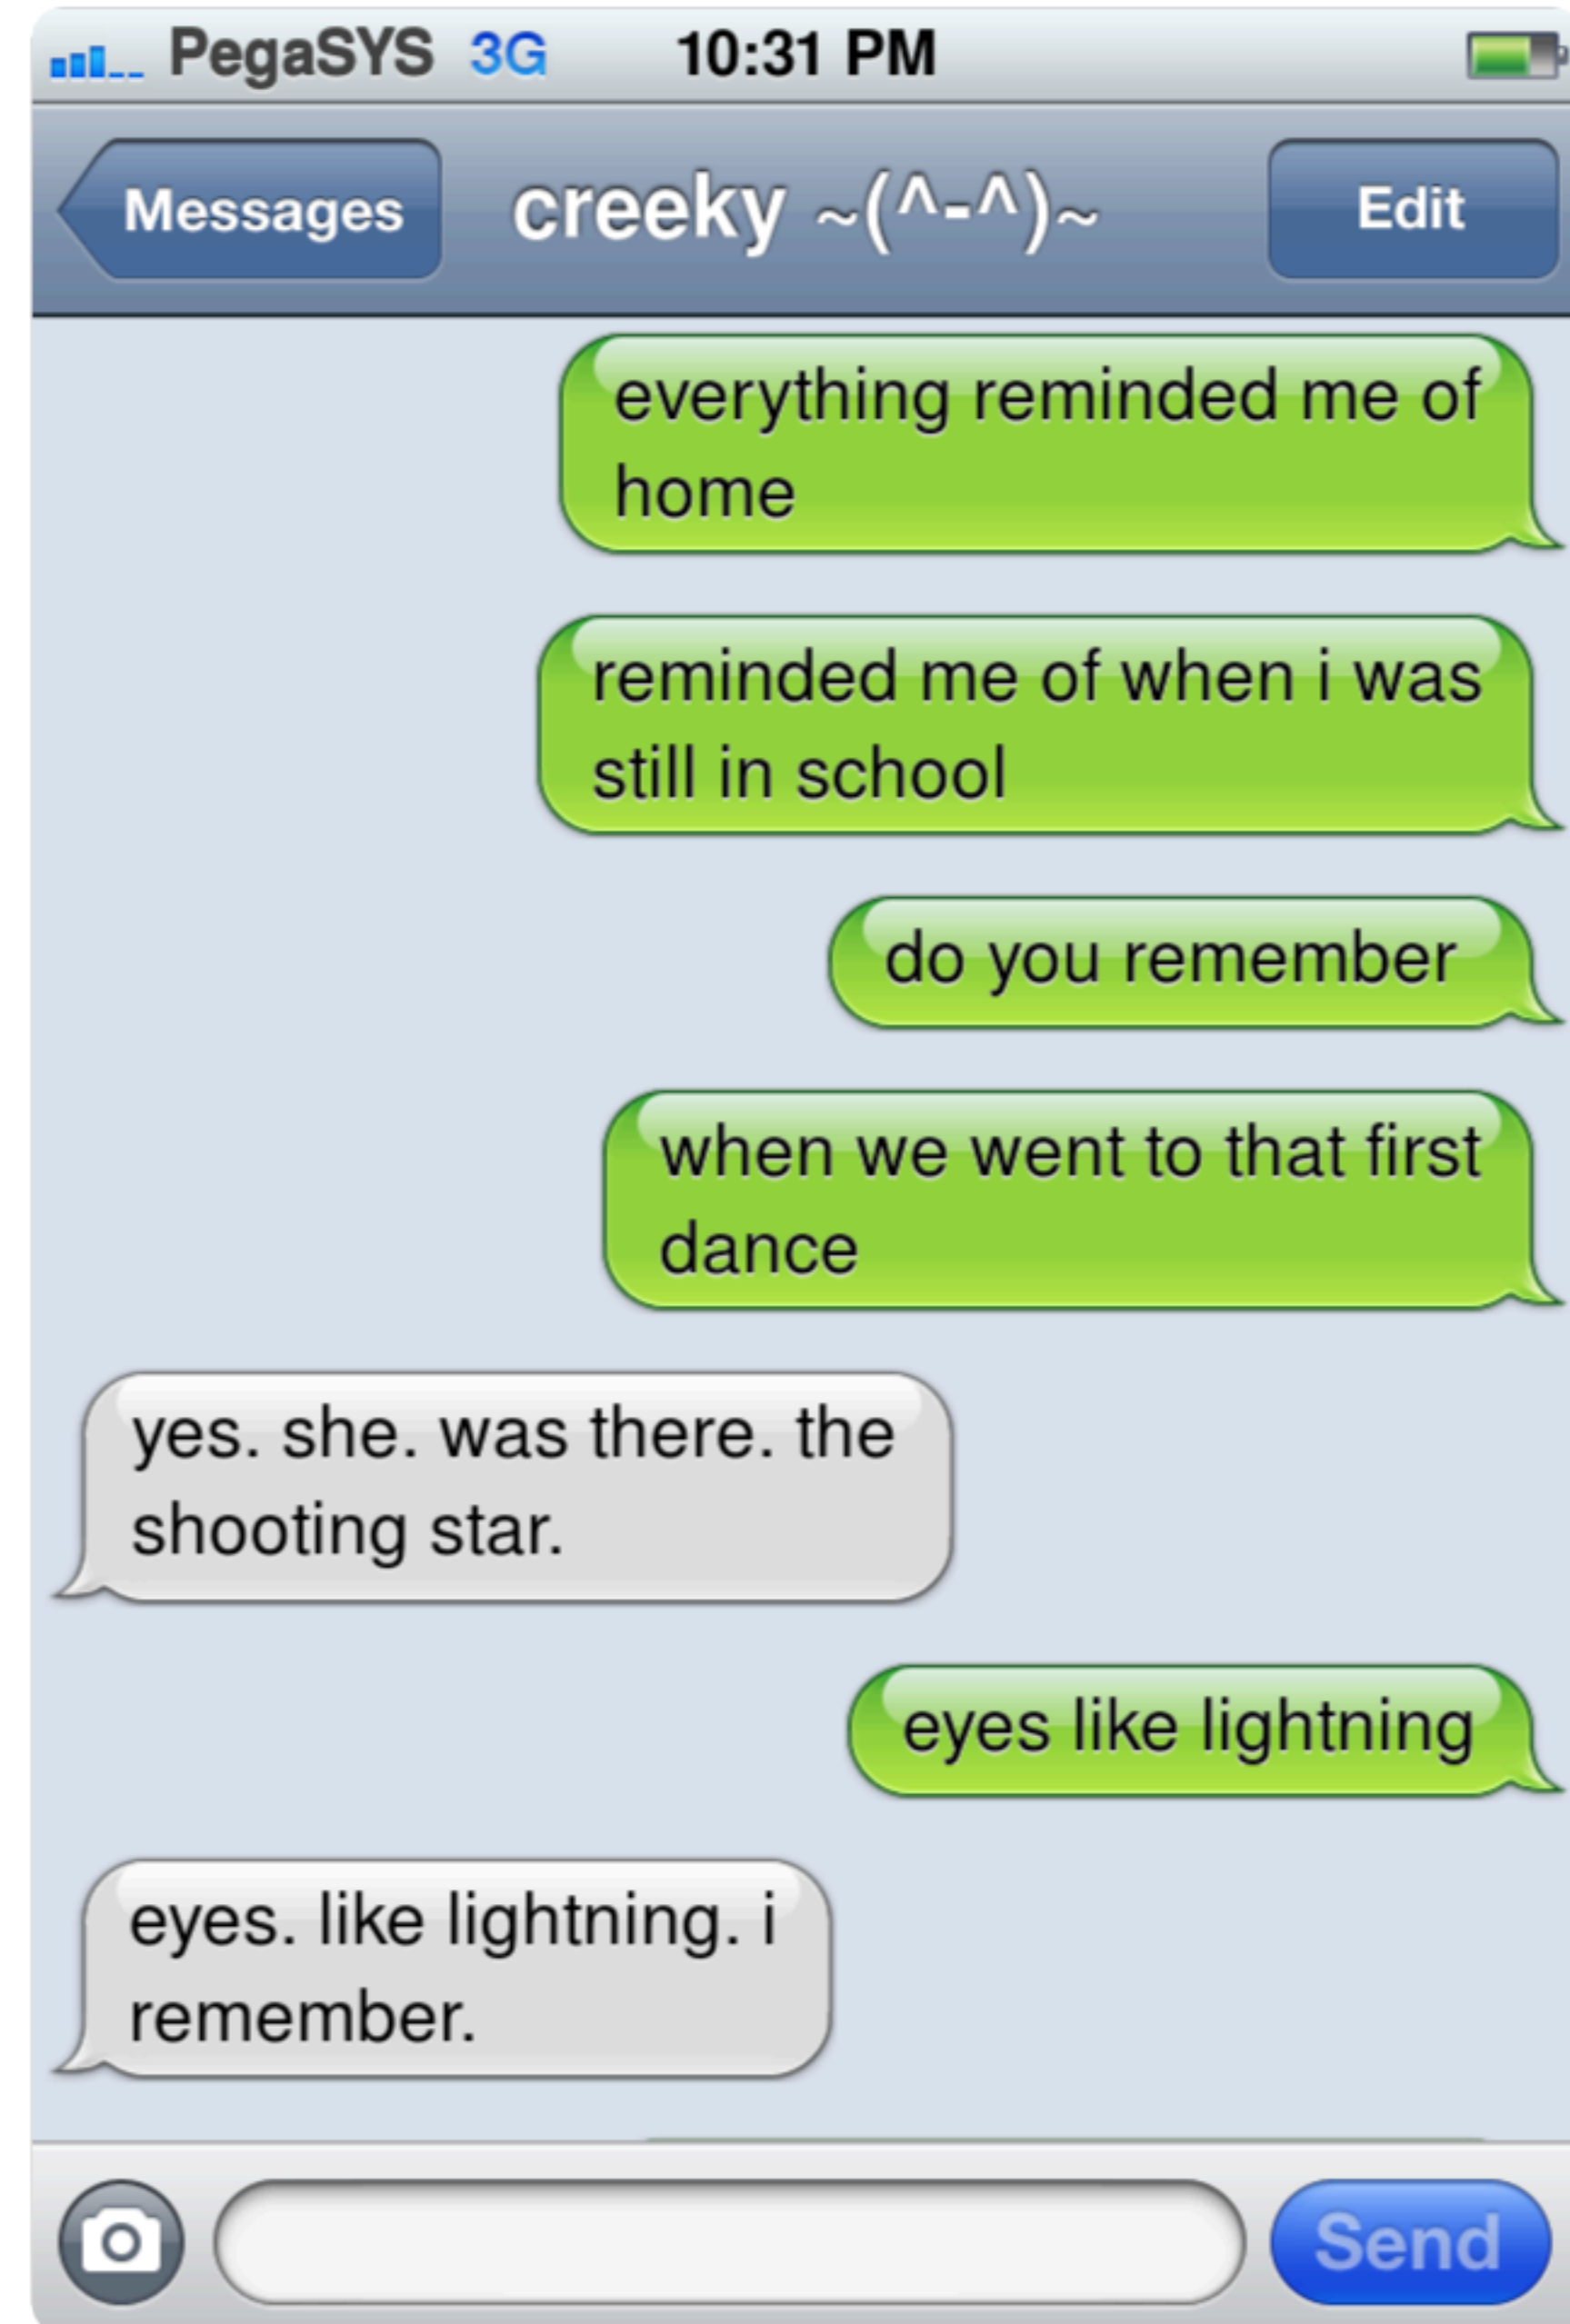 PegaSYS 3G 10:31 PM
Messages creeky ~(^-^)~ Edit
everything reminded me of
home
reminded me of when i was
still in school
do you remember
when we went to that first
dance
yes. she. was there. the
shooting star.
eyes like lightning
eyes. like lightning. i
remember.
Send